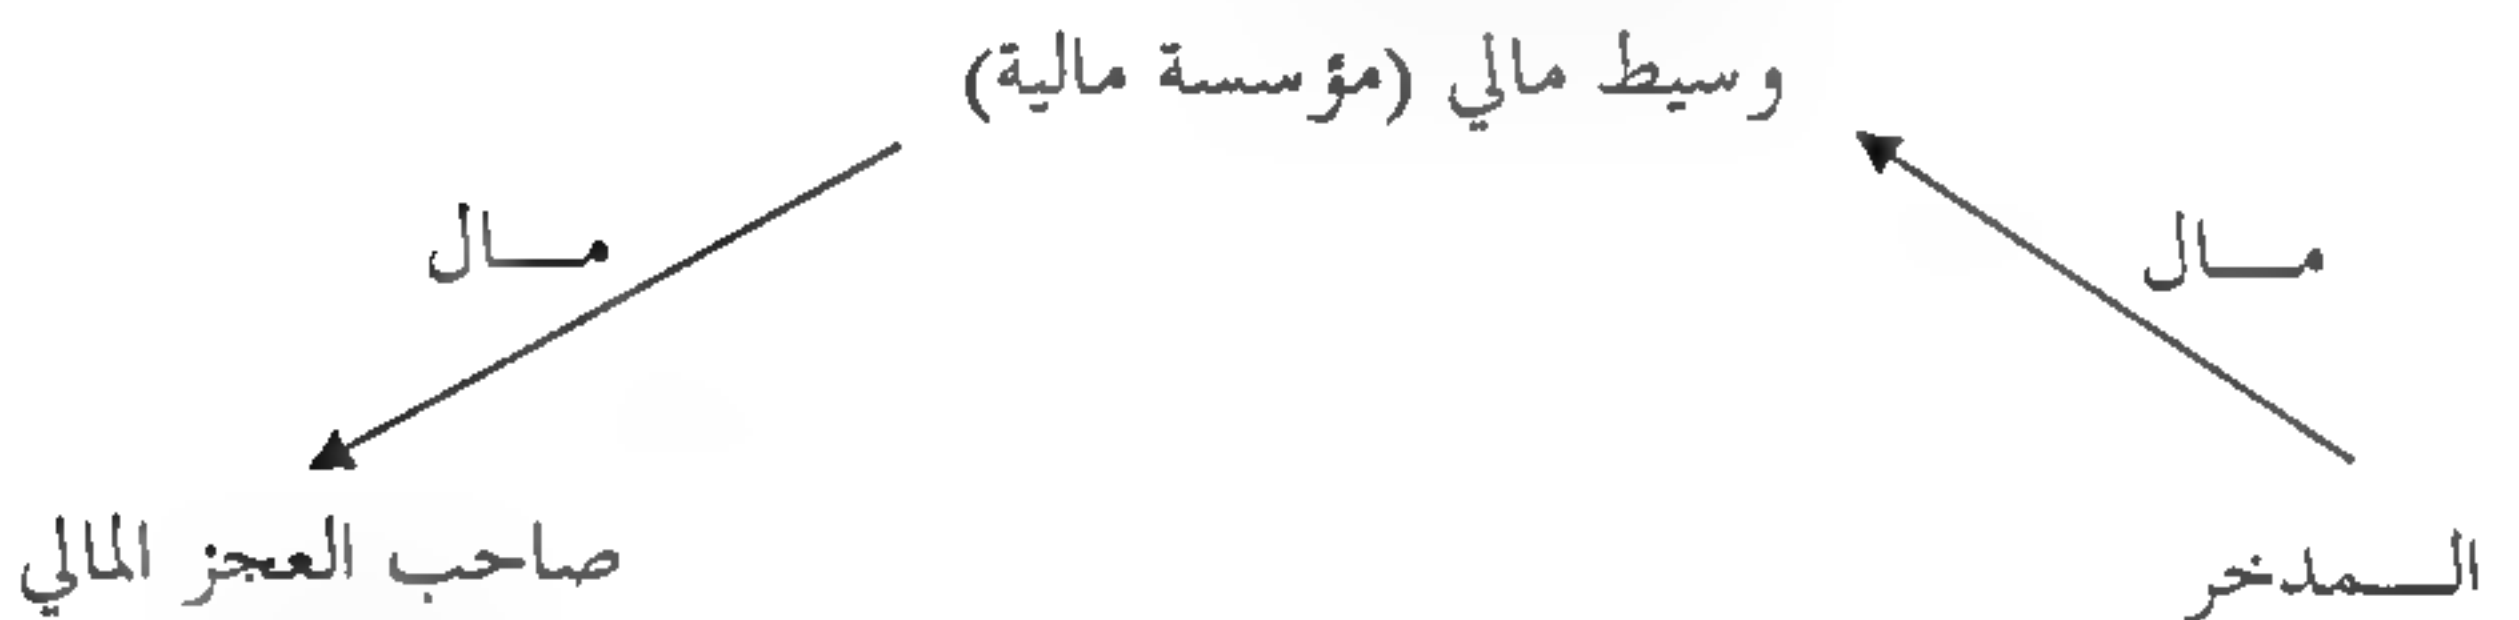 وسيط مالي (مؤسسة مالية)
مـــال
مـــال
الـــمدخر
صاحب العجز المالي